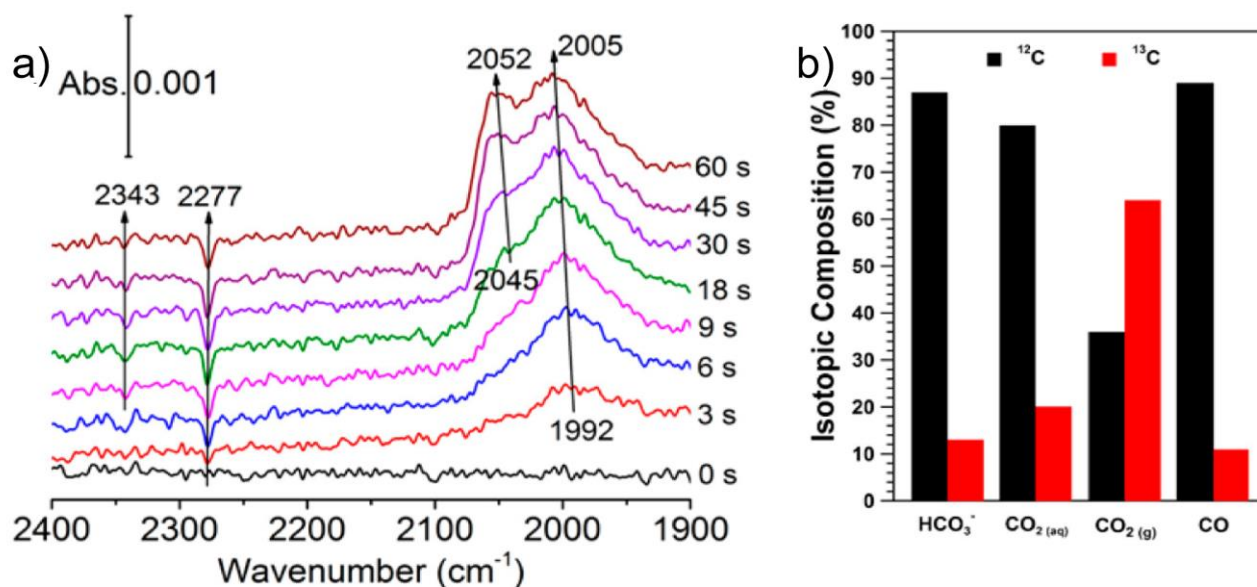 a)
Abs. 0.001
2343
2277
2052
2005
2045
1992
60 s
45 s
30 s
18 s
9 s
6 s
3 s
0 s
2400
2300
2200
2100
2000
1900
Wavenumber (cm⁻¹)
b)
¹²C
¹³C
Isotopic Composition (%)
100
90
80
70
60
50
40
30
20
10
0
HCO₃⁻
CO₂ (aq)
CO₂ (g)
CO